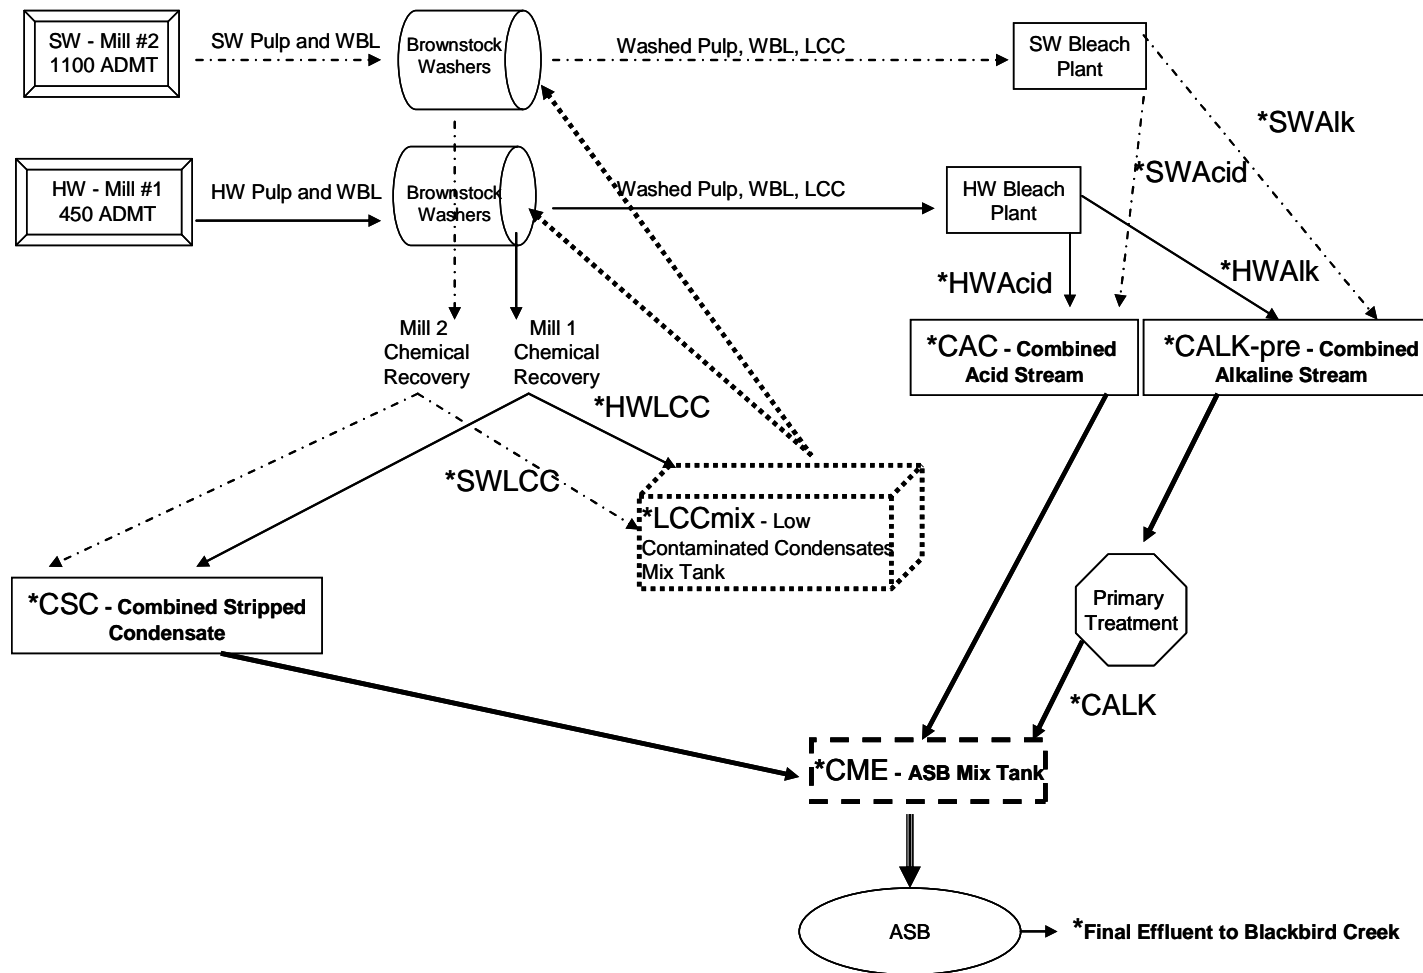 SW - Mill #2
1100 ADMT
SW Pulp and WBL
Brownstock
Washers
Washed Pulp, WBL, LCC
SW Bleach
Plant
*SWAlk
*SWAcid
HW - Mill #1
450 ADMT
HW Pulp and WBL
Brownstock
Washers
Washed Pulp, WBL, LCC
HW Bleach
Plant
*HWAcid
*HWAlk
Mill 2
Chemical
Recovery
Mill 1
Chemical
Recovery
*CAC - Combined
Acid Stream
*CALK-pre - Combined
Alkaline Stream
*HWLCC
*SWLCC
*LCCmix - Low
Contaminated Condensates
Mix Tank
*CSC - Combined Stripped
Condensate
Primary
Treatment
*CALK
*CME - ASB Mix Tank
ASB
*Final Effluent to Blackbird Creek